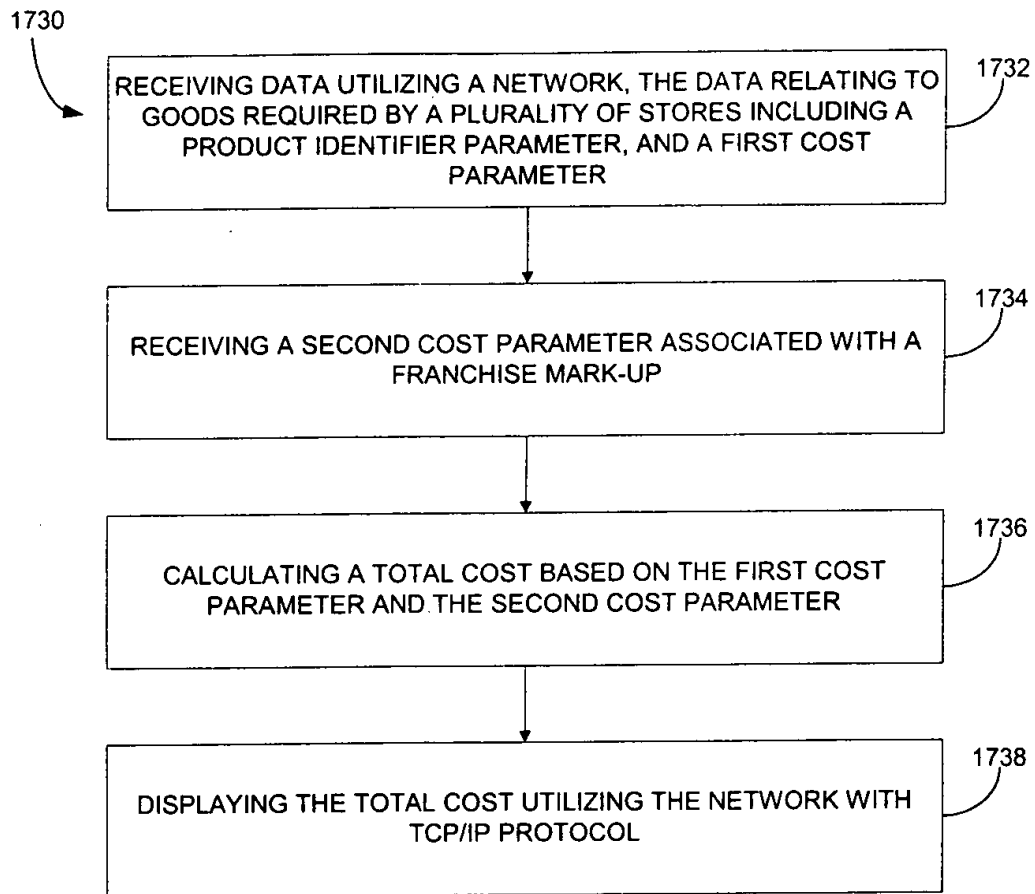 1730
1732
RECEIVING DATA UTILIZING A NETWORK, THE DATA RELATING TO
GOODS REQUIRED BY A PLURALITY OF STORES INCLUDING A
PRODUCT IDENTIFIER PARAMETER, AND A FIRST COST
PARAMETER
1734
RECEIVING A SECOND COST PARAMETER ASSOCIATED WITH A
FRANCHISE MARK-UP
1736
CALCULATING A TOTAL COST BASED ON THE FIRST COST
PARAMETER AND THE SECOND COST PARAMETER
1738
DISPLAYING THE TOTAL COST UTILIZING THE NETWORK WITH
TCP/IP PROTOCOL